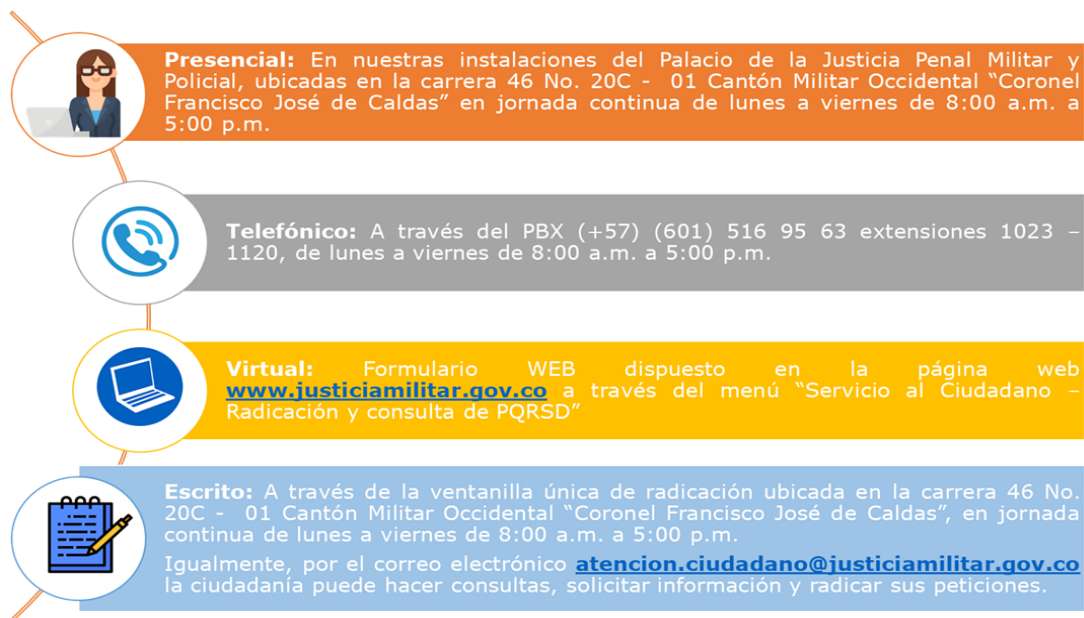 Presencial: En nuestras instalaciones del Palacio de la Justicia Penal Militar y
Policial, ubicadas en la carrera 46 No. 20C - 01 Cantón Militar Occidental “Coronel
Francisco José de Caldas” en jornada continua de lunes a viernes de 8:00 a.m. a
5:00 p.m.
Telefónico: A través del PBX (+57) (601) 516 95 63 extensiones 1023 –
1120, de lunes a viernes de 8:00 a.m. a 5:00 p.m.
Virtual: Formulario WEB dispuesto en la página web
www.justiciamilitar.gov.co a través del menú “Servicio al Ciudadano –
Radicación y consulta de PQRSD”
Escrito: A través de la ventanilla única de radicación ubicada en la carrera 46 No.
20C - 01 Cantón Militar Occidental “Coronel Francisco José de Caldas”, en jornada
continua de lunes a viernes de 8:00 a.m. a 5:00 p.m.
Igualmente, por el correo electrónico atencion.ciudadano@justiciamilitar.gov.co
la ciudadanía puede hacer consultas, solicitar información y radicar sus peticiones.